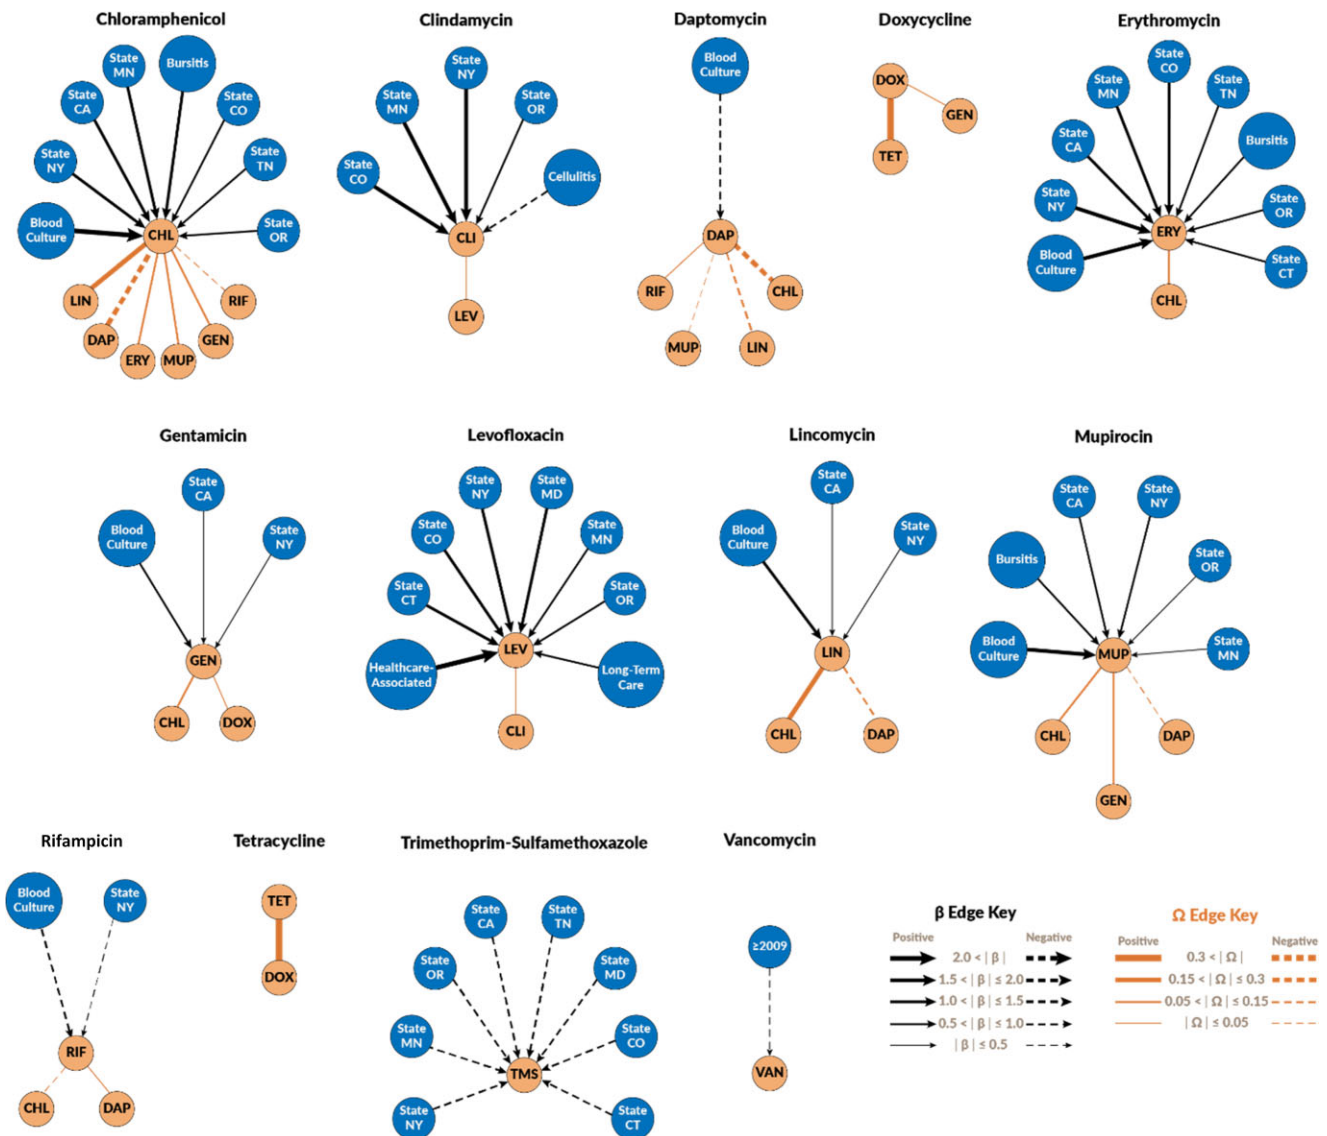 Chloramphenicol
State
MN
Bursitis
State
CA
State
CO
State
NY
State
TN
Blood
Culture
CHL
State
OR
LIN
RIF
DAP
ERY
MUP
GEN
Clindamycin
State
NY
State
MN
State
OR
State
CO
Cellulitis
CLI
LEV
Daptomycin
Blood
Culture
DAP
RIF
CHL
MUP
LIN
Doxycycline
DOX
GEN
TET
Erythromycin
State
CO
State
MN
State
TN
State
CA
Bursitis
State
NY
State
OR
ERY
Blood
Culture
State
CT
CHL
Gentamicin
State
CA
Blood
Culture
State
NY
GEN
CHL
DOX
Levofloxacin
State
NY
State
MD
State
CO
State
MN
State
CT
State
OR
LEV
Healthcare-
Associated
Long-Term
Care
CLI
Lincomycin
State
CA
Blood
Culture
State
NY
LIN
CHL
DAP
Mupirocin
State
CA
State
NY
Bursitis
State
OR
Blood
Culture
MUP
State
MN
CHL
DAP
GEN
Rifampicin
Blood
Culture
State
NY
RIF
CHL
DAP
Tetracycline
TET
DOX
Trimethoprim-Sulfamethoxazole
State
CA
State
TN
State
OR
State
MD
State
MN
State
CO
TMS
State
NY
State
CT
Vancomycin
≥2009
VAN
β Edge Key
Positive Negative
2.0 < | β |
1.5 < | β | ≤ 2.0
1.0 < | β | ≤ 1.5
0.5 < | β | ≤ 1.0
| β | ≤ 0.5
Ω Edge Key
Positive Negative
0.3 < | Ω |
0.15 < | Ω | ≤ 0.3
0.05 < | Ω | ≤ 0.15
| Ω | ≤ 0.05